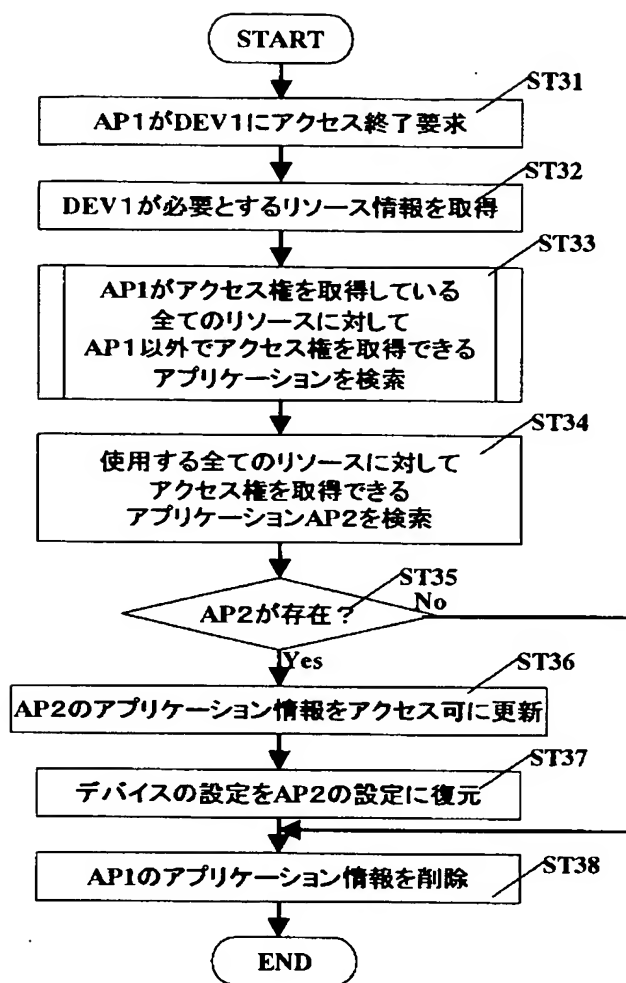 START
ST31
AP1がDEV1にアクセス終了要求
ST32
DEV1が必要とするリソース情報を取得
ST33
AP1がアクセス権を取得している
全てのリソースに対して
AP1以外でアクセス権を取得できる
アプリケーションを検索
ST34
使用する全てのリソースに対して
アクセス権を取得できる
アプリケーションAP2を検索
ST35
AP2が存在？
No
Yes
ST36
AP2のアプリケーション情報をアクセス可に更新
ST37
デバイスの設定をAP2の設定に復元
ST38
AP1のアプリケーション情報を削除
END